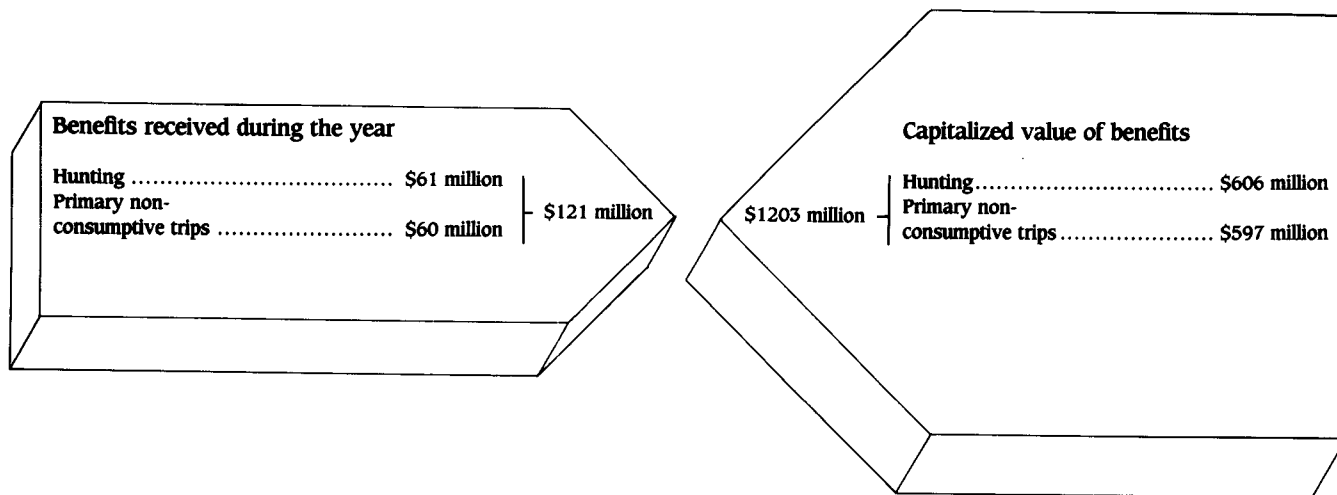 Benefits received during the year
Hunting .................................... $61 million
Primary non-
consumptive trips ........................ $60 million
$121 million
Capitalized value of benefits
Hunting................................. $606 million
Primary non-
consumptive trips..................... $597 million
$1203 million